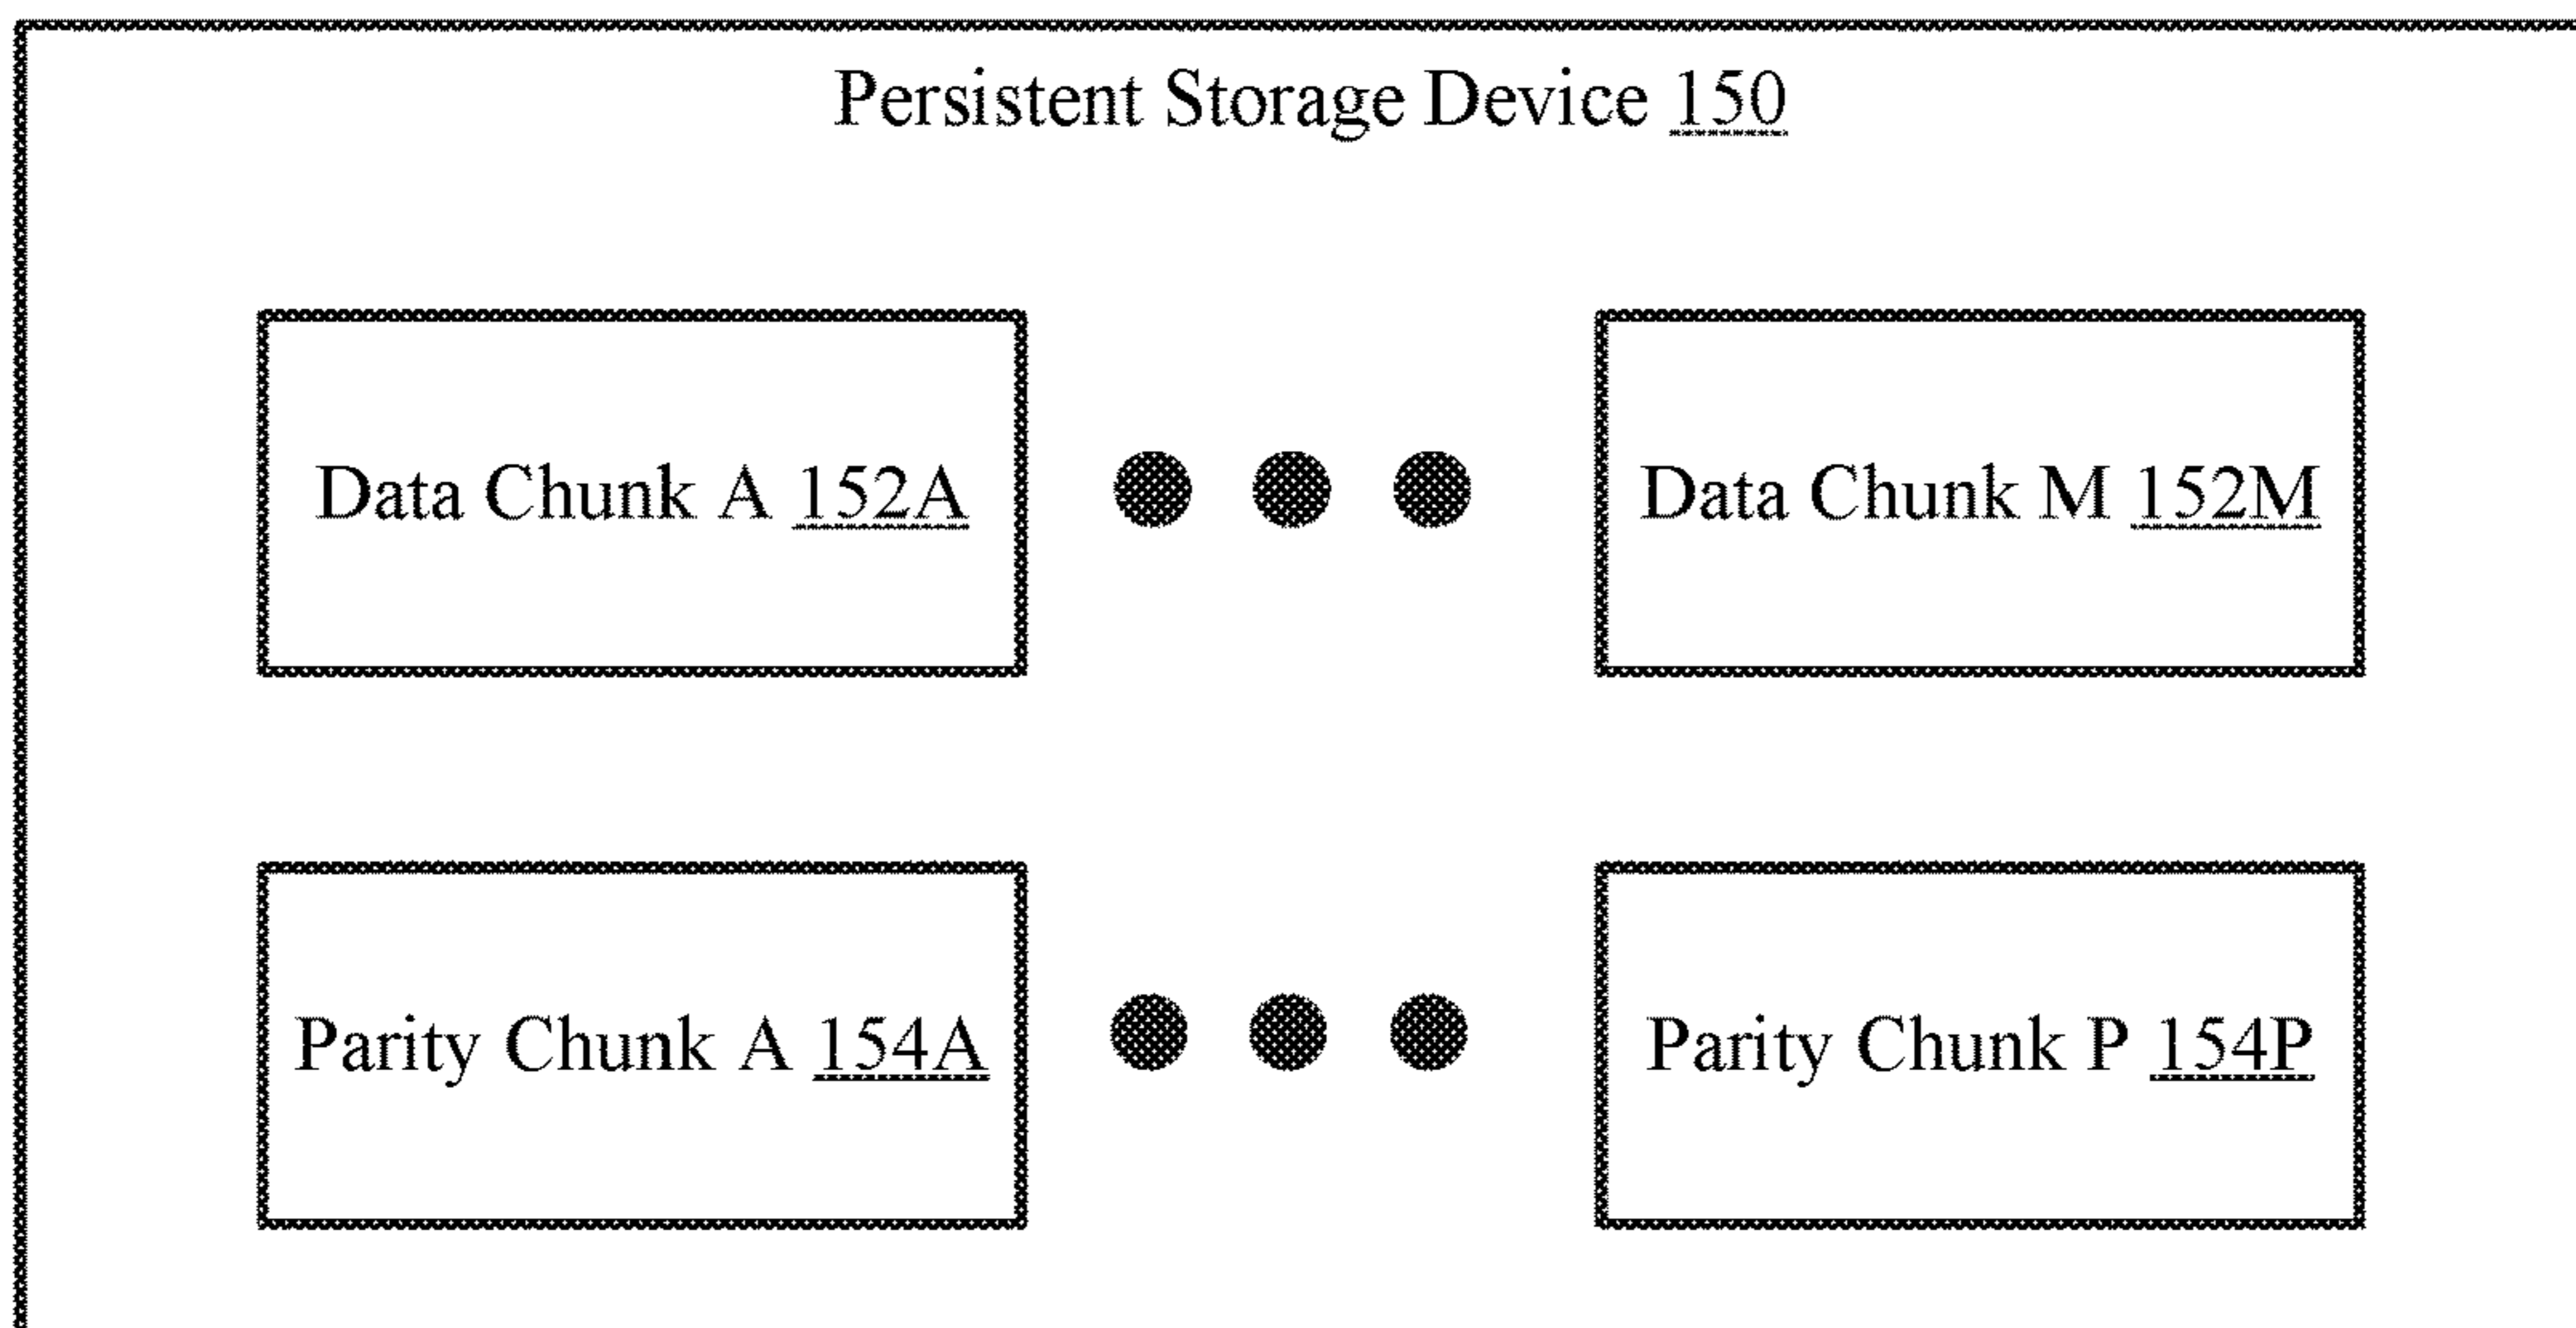 Persistent Storage Device 150
Data Chunk A 152A
Data Chunk M 152M
Parity Chunk A 154A
Parity Chunk P 154P